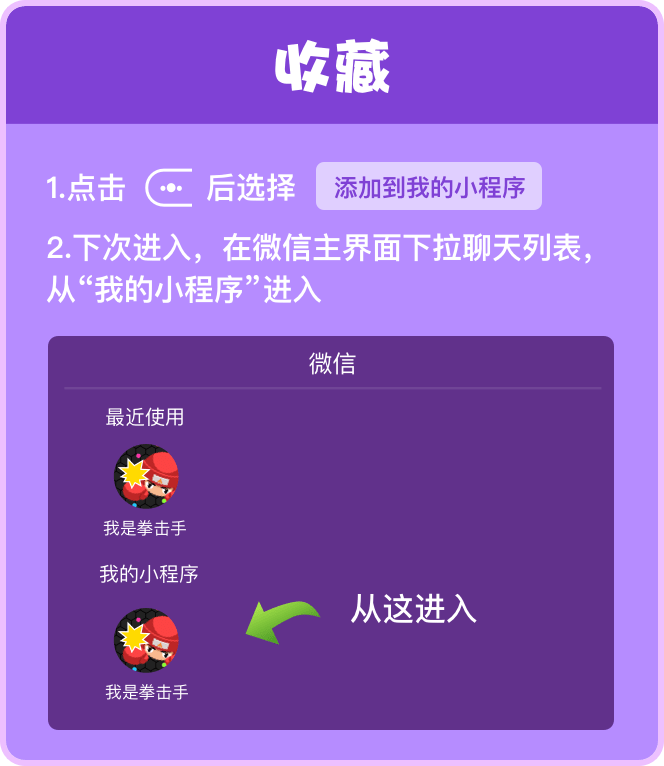 收藏
1.点击 后选择 添加到我的小程序
2.下次进入，在微信主界面下拉聊天列表，
从“我的小程序”进入
微信
最近使用
我是拳击手
我的小程序
从这进入
我是拳击手